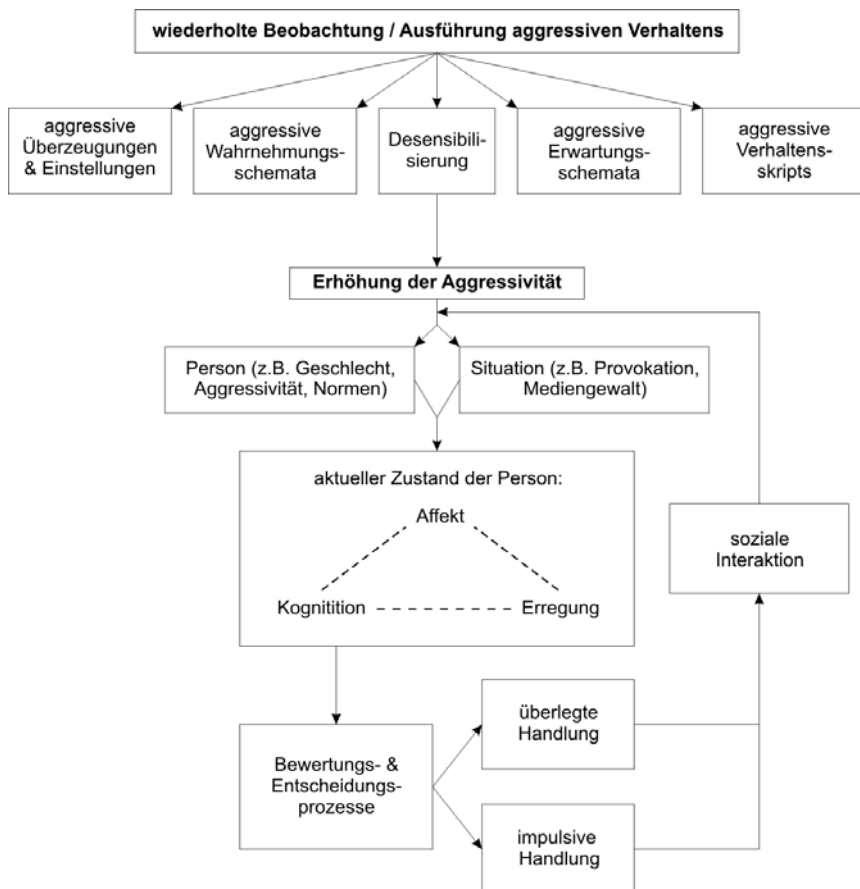 wiederholte Beobachtung / Ausführung aggressiven Verhaltens
aggressive
Überzeugungen
& Einstellungen
aggressive
Wahrnehmungs-
schemata
Desensibili-
sierung
aggressive
Erwartungs-
schemata
aggressive
Verhaltens-
skripts
Erhöhung der Aggressivität
Person (z.B. Geschlecht,
Aggressivität, Normen)
Situation (z.B. Provokation,
Mediengewalt)
aktueller Zustand der Person:
Affekt
Kognitition
Erregung
soziale
Interaktion
Bewertungs- &
Entscheidungs-
prozesse
überlegte
Handlung
impulsive
Handlung